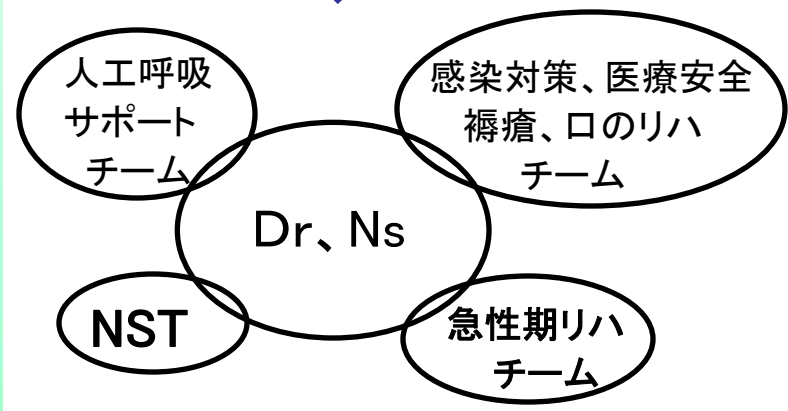 人工呼吸
サポート
チーム
感染対策、医療安全
褥瘡、口のリハ
チーム
Dr、Ns
NST
急性期リハ
チーム